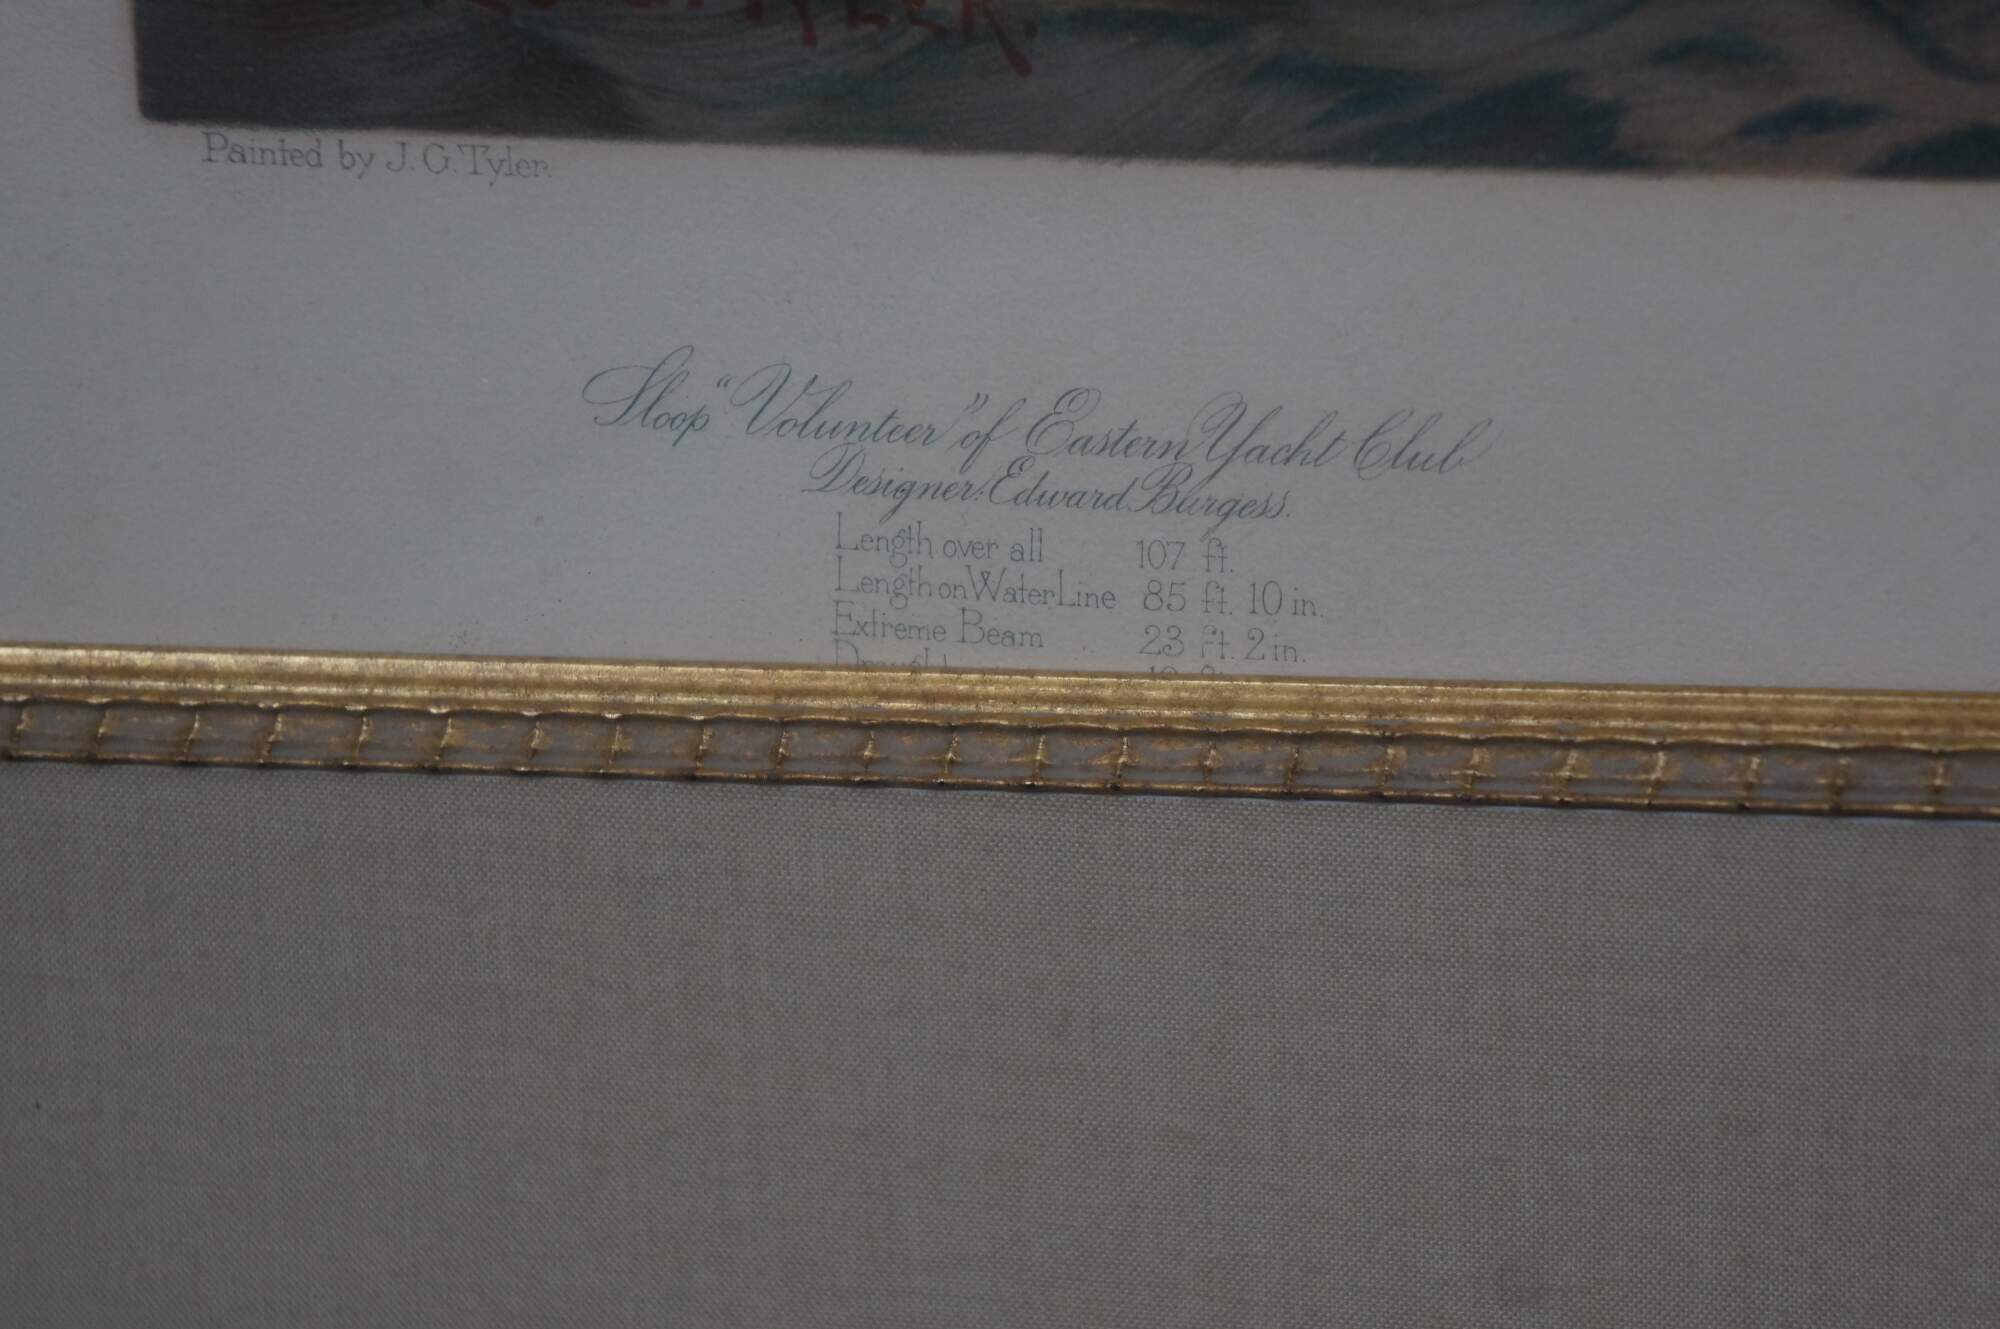 TYLER.
Painted by J. G. Tyler.
Sloop "Volunteer" of Eastern Yacht Club
Designer: Edward Burgess.
Length over all 107 ft.
Length on Water Line 85 ft. 10 in.
Extreme Beam .. 23 ft. 2 in.